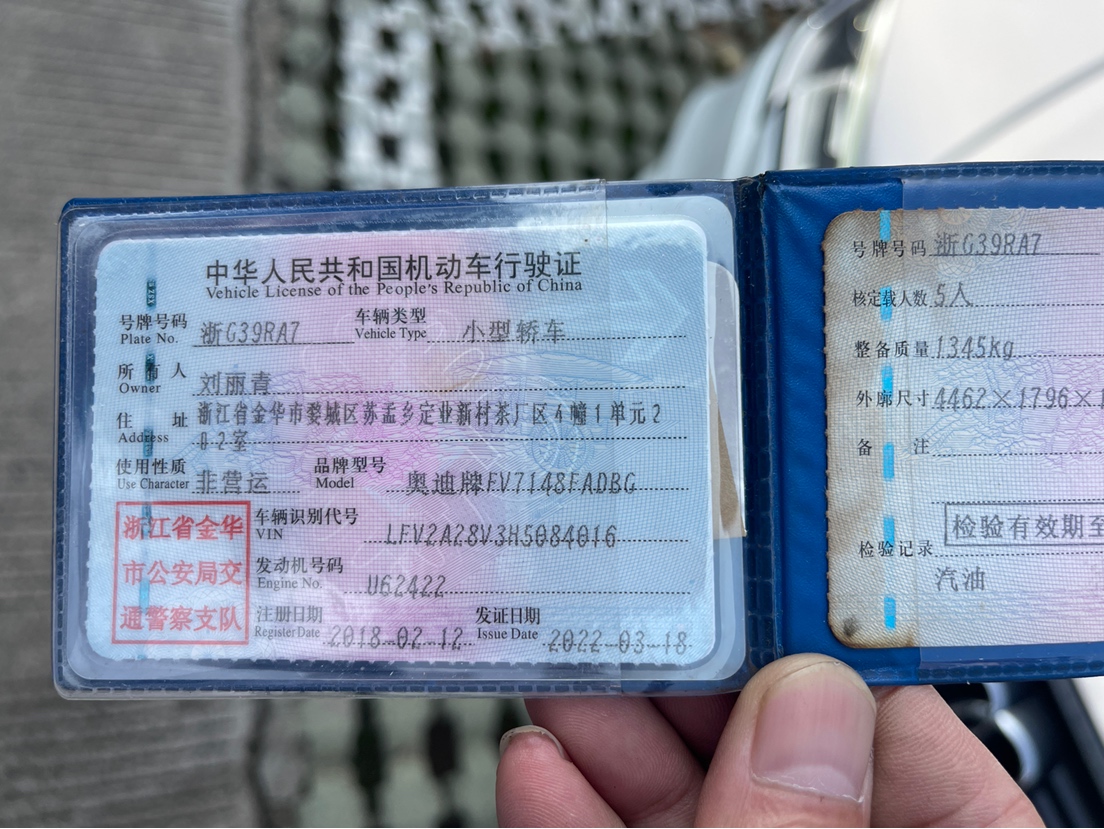 中华人民共和国机动车行驶证
Vehicle License of the People's Republic of China
号牌号码 浙G39RA7 车辆类型 小型轿车
Plate No. Vehicle Type
所有人 刘丽青
Owner
住址 浙江省金华市婺城区苏孟乡定业新村茶厂区4幢1单元2
Address 02室
使用性质 非营运 品牌型号 奥迪牌FV7148FADBG
Use Character Model
浙江省金华
市公安局交
通警察支队
车辆识别代号 LFV2A28V3H5084016
VIN
发动机号码 U62422
Engine No.
注册日期 2018-02-12 发证日期 2022-03-18
Register Date Issue Date
号牌号码 浙G39RA7
核定载人数 5人
整备质量 1345kg
外廓尺寸 4462×1796×1
备注
检验有效期至
检验记录
汽油